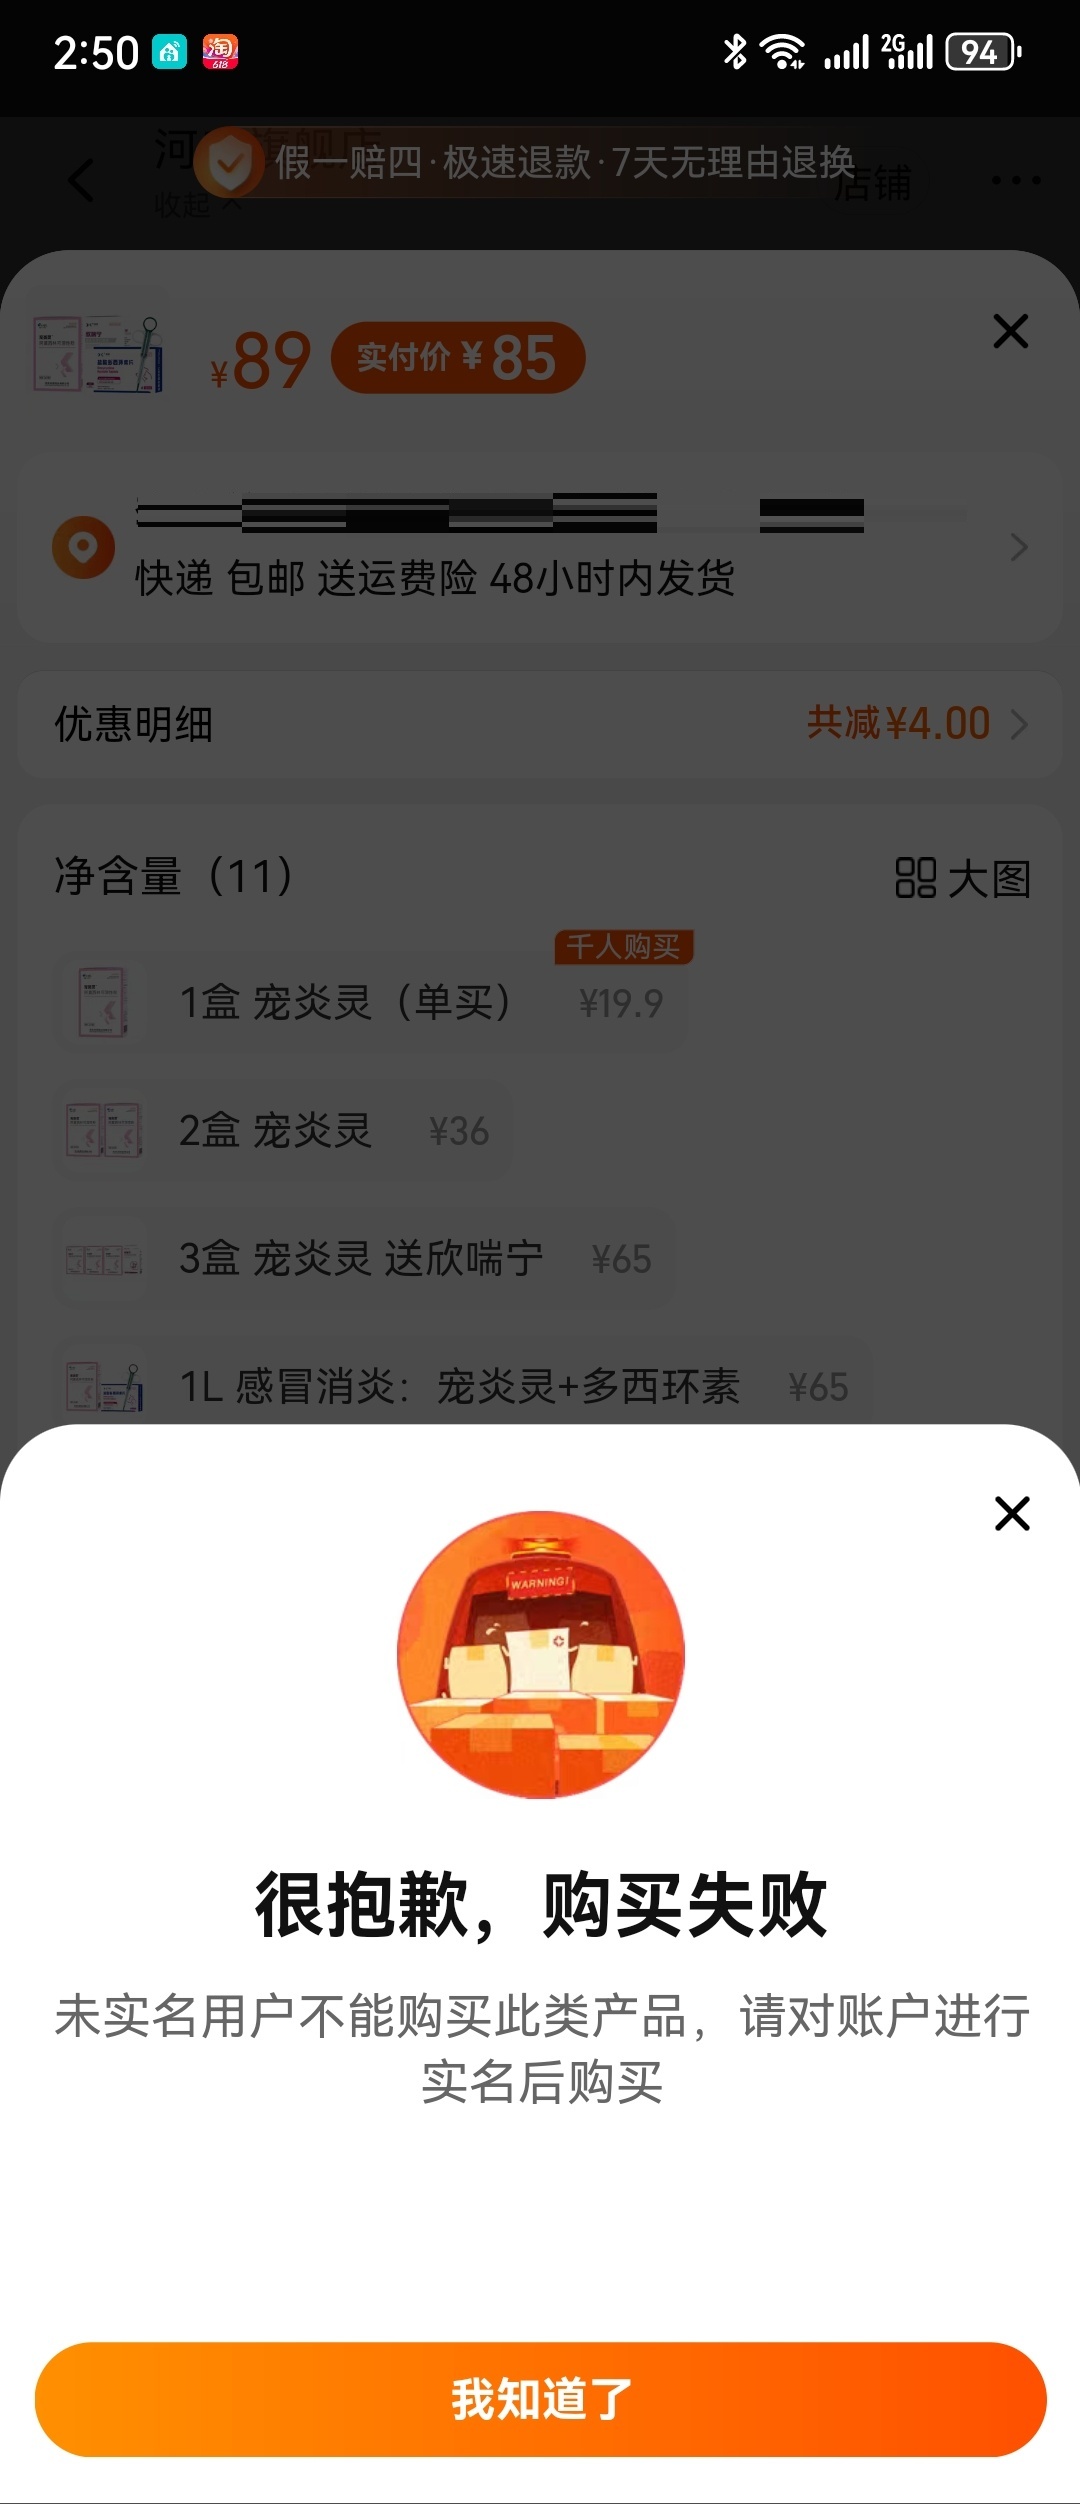 2:50
淘
618
2G
94
假一赔四·极速退款·7天无理由退换
店铺
收起
¥89
实付价 ¥85
快递 包邮 送运费险 48小时内发货
优惠明细
共减¥4.00
净含量（11）
大图
千人购买
1盒 宠炎灵（单买） ¥19.9
2盒 宠炎灵 ¥36
3盒 宠炎灵 送欣喘宁 ¥65
1L 感冒消炎：宠炎灵+多西环素 ¥65
WARNING!
很抱歉，购买失败
未实名用户不能购买此类产品，请对账户进行
实名后购买
我知道了